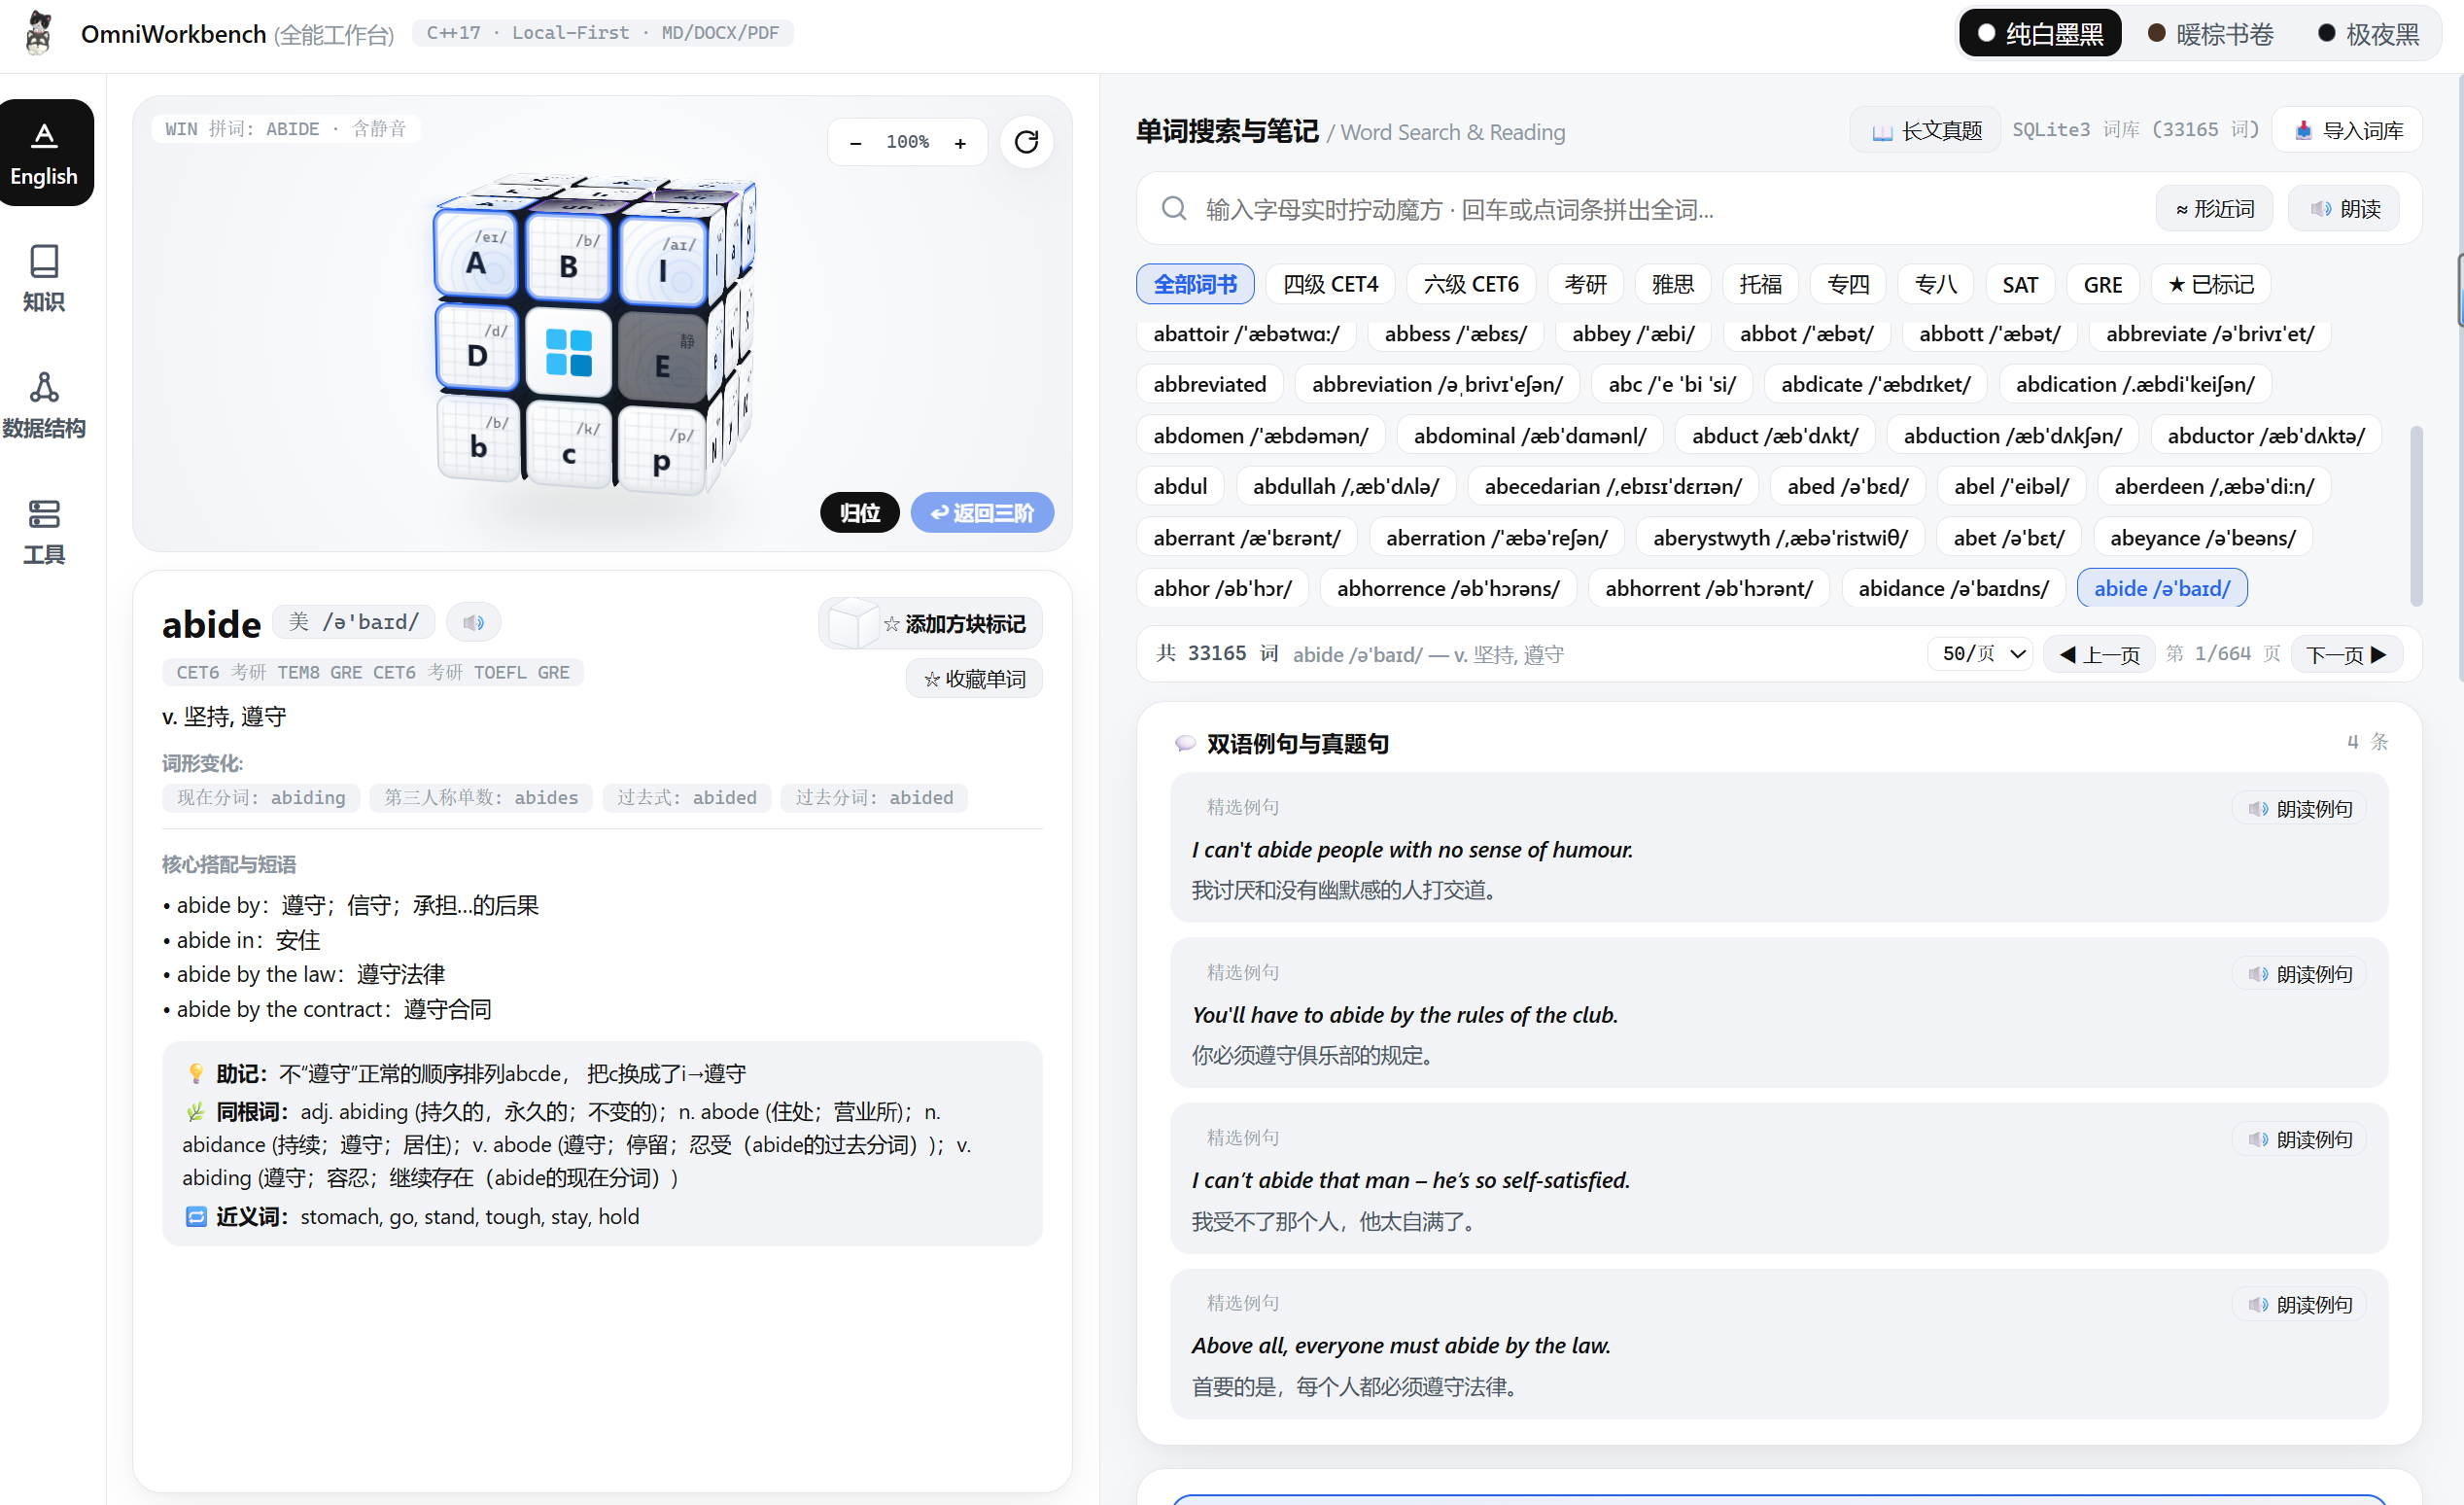 OmniWorkbench (全能工作台) C++17 · Local-First · MD/DOCX/PDF
纯白墨黑 暖棕书卷 极夜黑
English
知识
数据结构
工具
WIN 拼词: ABIDE · 含静音
− 100% +
/eɪ/ A /b/ B /aɪ/ I
/d/ D 静 E
/b/ b /k/ c /p/ p
归位 返回三阶
abide 美 /ə'baɪd/
☆ 添加方块标记
CET6 考研 TEM8 GRE CET6 考研 TOEFL GRE
☆ 收藏单词
v. 坚持, 遵守
词形变化:
现在分词: abiding 第三人称单数: abides 过去式: abided 过去分词: abided
核心搭配与短语
• abide by：遵守；信守；承担...的后果
• abide in：安住
• abide by the law：遵守法律
• abide by the contract：遵守合同
助记：不“遵守”正常的顺序排列abcde， 把c换成了i→遵守
同根词：adj. abiding (持久的，永久的；不变的)；n. abode (住处；营业所)；n.
abidance (持续；遵守；居住)；v. abode (遵守；停留；忍受（abide的过去分词）)；v.
abiding (遵守；容忍；继续存在（abide的现在分词）)
近义词：stomach, go, stand, tough, stay, hold
单词搜索与笔记 / Word Search & Reading
长文真题 SQLite3 词库 (33165 词) 导入词库
输入字母实时拧动魔方 · 回车或点词条拼出全词...
≈ 形近词 朗读
全部词书 四级 CET4 六级 CET6 考研 雅思 托福 专四 专八 SAT GRE ★ 已标记
abattoir /'æbətwɑ:/ abbess /'æbɛs/ abbey /'æbi/ abbot /'æbət/ abbott /'æbət/ abbreviate /ə'brivɪ'et/
abbreviated abbreviation /əˌbrivɪ'eʃən/ abc /'e 'bi 'si/ abdicate /'æbdɪket/ abdication /.æbdi'keiʃən/
abdomen /'æbdəmən/ abdominal /æb'dɑmənl/ abduct /æb'dʌkt/ abduction /æb'dʌkʃən/ abductor /æb'dʌktə/
abdul abdullah /,æb'dʌlə/ abecedarian /,ebɪsɪ'dɛrɪən/ abed /ə'bɛd/ abel /'eibəl/ aberdeen /,æbə'di:n/
aberrant /æ'bɛrənt/ aberration /'æbə'reʃən/ aberystwyth /,æbə'ristwiθ/ abet /ə'bɛt/ abeyance /ə'beəns/
abhor /əb'hɔr/ abhorrence /əb'hɔrəns/ abhorrent /əb'hɔrənt/ abidance /ə'baɪdns/ abide /ə'baɪd/
共 33165 词 abide /ə'baɪd/ — v. 坚持, 遵守 50/页 ◀ 上一页 第 1/664 页 下一页 ▶
双语例句与真题句 4 条
精选例句 朗读例句
I can't abide people with no sense of humour.
我讨厌和没有幽默感的人打交道。
精选例句 朗读例句
You'll have to abide by the rules of the club.
你必须遵守俱乐部的规定。
精选例句 朗读例句
I can’t abide that man – he’s so self-satisfied.
我受不了那个人，他太自满了。
精选例句 朗读例句
Above all, everyone must abide by the law.
首要的是，每个人都必须遵守法律。